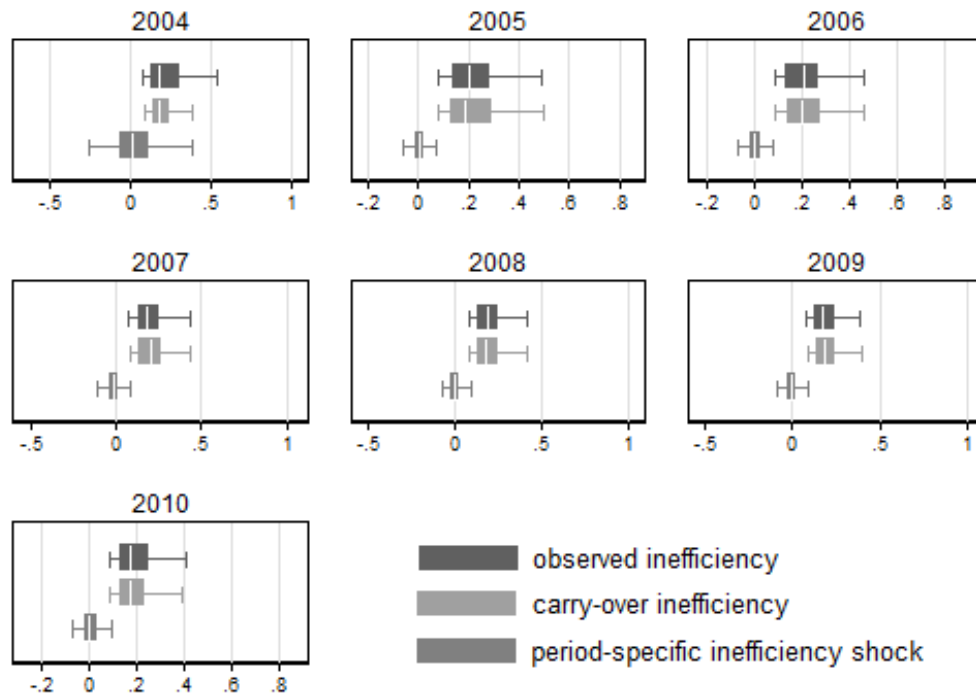 2004 2005 2006
-.5 0 .5 1 -.2 0 .2 .4 .6 .8 -.2 0 .2 .4 .6 .8
2007 2008 2009
-.5 0 .5 1 -.5 0 .5 1 -.5 0 .5 1
2010
-.2 0 .2 .4 .6 .8
observed inefficiency
carry-over inefficiency
period-specific inefficiency shock